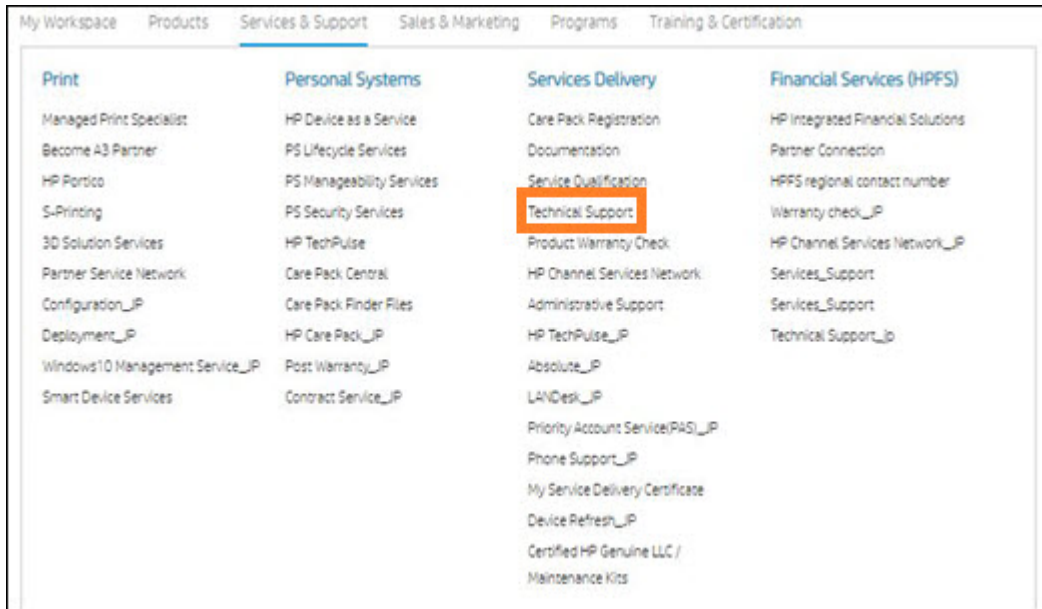 My Workspace Products Services & Support Sales & Marketing Programs Training & Certification
Print
Managed Print Specialist
Become A3 Partner
HP Portico
S-Printing
3D Solution Services
Partner Service Network
Configuration_JP
Deployment_JP
Windows10 Management Service_JP
Smart Device Services
Personal Systems
HP Device as a Service
PS Lifecycle Services
PS Manageability Services
PS Security Services
HP TechPulse
Care Pack Central
Care Pack Finder Files
HP Care Pack_JP
Post Warranty_JP
Contract Service_JP
Services Delivery
Care Pack Registration
Documentation
Service Qualification
Technical Support
Product Warranty Check
HP Channel Services Network
Administrative Support
HP TechPulse_JP
Absolute_JP
LANDesk_JP
Priority Account Service(PAS)_JP
Phone Support_JP
My Service Delivery Certificate
Device Refresh_JP
Certified HP Genuine LLC /
Maintenance Kits
Financial Services (HPFS)
HP Integrated Financial Solutions
Partner Connection
HPFS regional contact number
Warranty check_JP
HP Channel Services Network_JP
Services_Support
Services_Support
Technical Support_jp